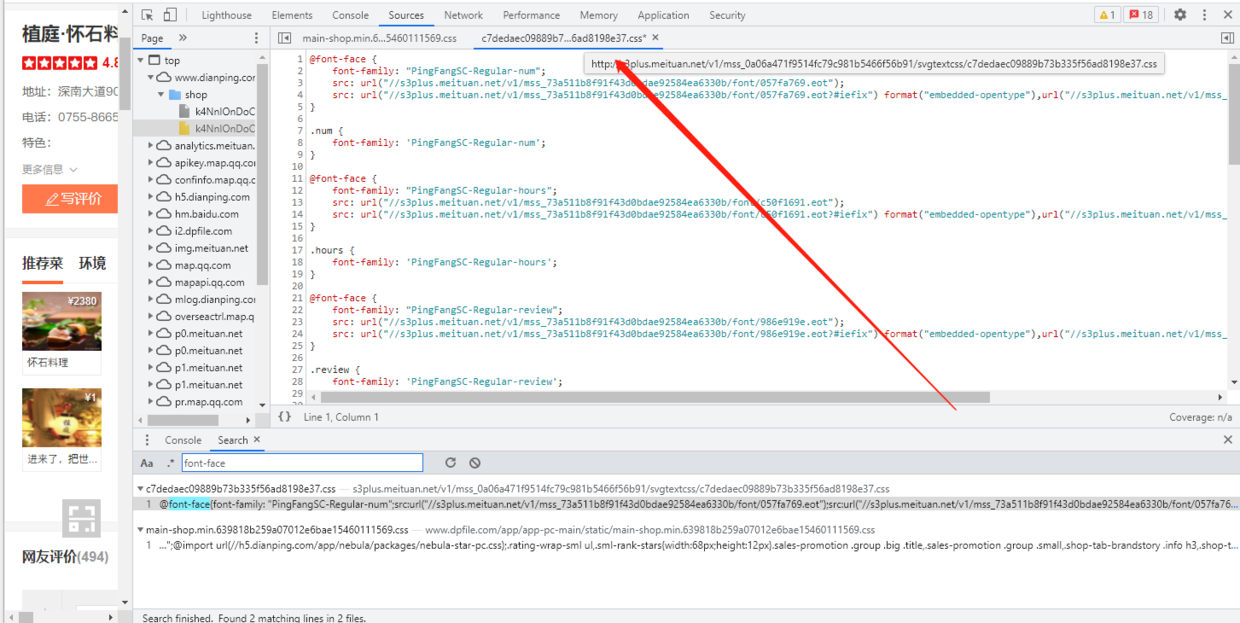 植庭·怀石料
4.8
地址：深南大道90
电话：0755-8665
特色：
更多信息
写评价
推荐菜 环境
¥2380
怀石料理
¥1
进来了，把世...
网友评价(494)
Lighthouse Elements Console Sources Network Performance Memory Application Security
1 18
Page
main-shop.min.6...5460111569.css c7dedaec09889b7...6ad8198e37.css*
http://s3plus.meituan.net/v1/mss_0a06a471f9514fc79c981b5466f56b91/svgtextcss/c7dedaec09889b73b335f56ad8198e37.css
top
www.dianping.con
shop
k4NnIOnDoC
k4NnIOnDoC
analytics.meituan.
apikey.map.qq.con
confinfo.map.qq.c
h5.dianping.com
hm.baidu.com
i2.dpfile.com
img.meituan.net
map.qq.com
mapapi.qq.com
mlog.dianping.con
overseactrl.map.q
p0.meituan.net
p0.meituan.net
p1.meituan.net
p1.meituan.net
pr.map.qq.com
1 @font-face {
2 font-family: "PingFangSC-Regular-num";
3 src: url("//s3plus.meituan.net/v1/mss_73a511b8f91f43d0bdae92584ea6330b/font/057fa769.eot");
4 src: url("//s3plus.meituan.net/v1/mss_73a511b8f91f43d0bdae92584ea6330b/font/057fa769.eot?#iefix") format("embedded-opentype"),url("//s3plus.meituan.net/v1/mss_
5 }
6
7 .num {
8 font-family: 'PingFangSC-Regular-num';
9 }
10
11 @font-face {
12 font-family: "PingFangSC-Regular-hours";
13 src: url("//s3plus.meituan.net/v1/mss_73a511b8f91f43d0bdae92584ea6330b/font/c50f1691.eot");
14 src: url("//s3plus.meituan.net/v1/mss_73a511b8f91f43d0bdae92584ea6330b/font/c50f1691.eot?#iefix") format("embedded-opentype"),url("//s3plus.meituan.net/v1/mss_
15 }
16
17 .hours {
18 font-family: 'PingFangSC-Regular-hours';
19 }
20
21 @font-face {
22 font-family: "PingFangSC-Regular-review";
23 src: url("//s3plus.meituan.net/v1/mss_73a511b8f91f43d0bdae92584ea6330b/font/986e919e.eot");
24 src: url("//s3plus.meituan.net/v1/mss_73a511b8f91f43d0bdae92584ea6330b/font/986e919e.eot?#iefix") format("embedded-opentype"),url("//s3plus.meituan.net/v1/mss_
25 }
26
27 .review {
28 font-family: 'PingFangSC-Regular-review';
29
{} Line 1, Column 1 Coverage: n/a
Console Search
Aa .* font-face
c7dedaec09889b73b335f56ad8198e37.css — s3plus.meituan.net/v1/mss_0a06a471f9514fc79c981b5466f56b91/svgtextcss/c7dedaec09889b73b335f56ad8198e37.css
1 @font-face{font-family: "PingFangSC-Regular-num";src:url("//s3plus.meituan.net/v1/mss_73a511b8f91f43d0bdae92584ea6330b/font/057fa769.eot");src:url("//s3plus.meituan.net/v1/mss_73a511b8f91f43d0bdae92584ea6330b/font/057fa76...
main-shop.min.639818b259a07012e6bae15460111569.css — www.dpfile.com/app/app-pc-main/static/main-shop.min.639818b259a07012e6bae15460111569.css
1 ...";@import url(//h5.dianping.com/app/nebula/packages/nebula-star-pc.css);.rating-wrap-sml ul,.sml-rank-stars{width:68px;height:12px}.sales-promotion .group .big .title,.sales-promotion .group .small,.shop-tab-brandstory .info h3,.shop-t...
Search finished. Found 2 matching lines in 2 files.